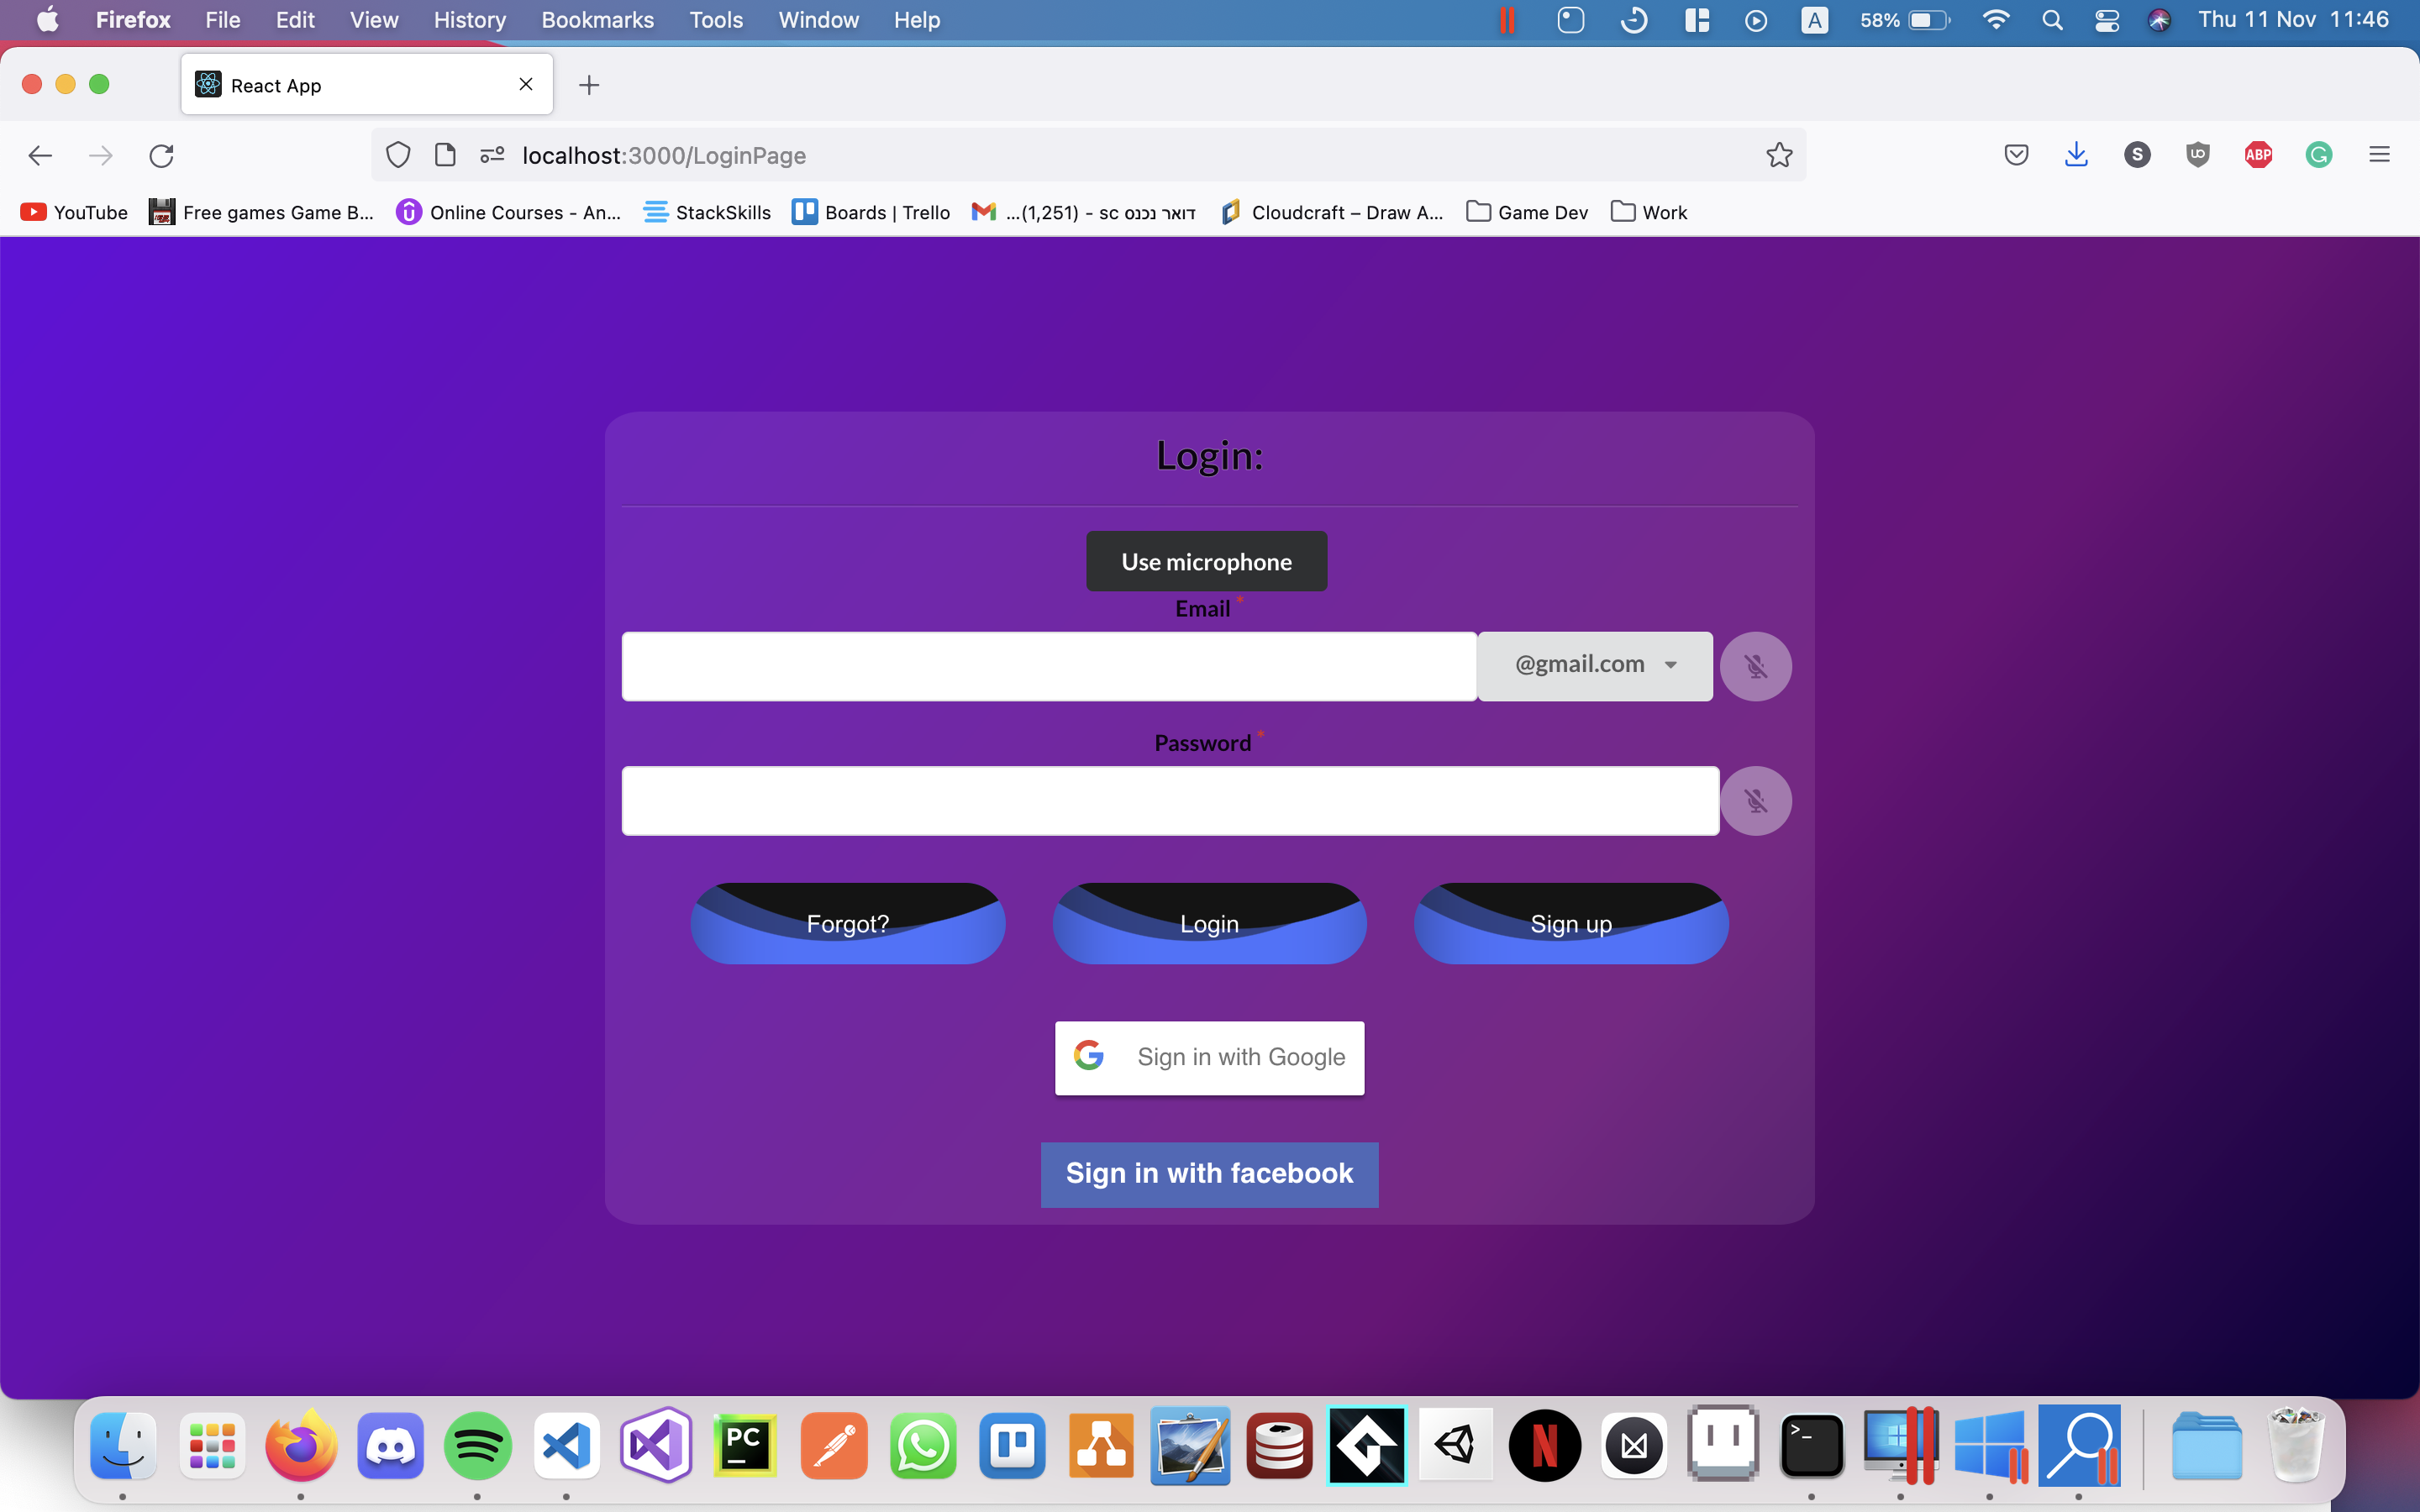 Firefox File Edit View History Bookmarks Tools Window Help A 58% Thu 11 Nov 11:46
React App
localhost:3000/LoginPage S ABP
YouTube Free games Game B... Online Courses - An... StackSkills Boards | Trello ...(1,251) - sc דואר נכנס Cloudcraft – Draw A... Game Dev Work
Login:
Use microphone
Email *
@gmail.com
Password *
Forgot? Login Sign up
Sign in with Google
Sign in with facebook
PC N >_